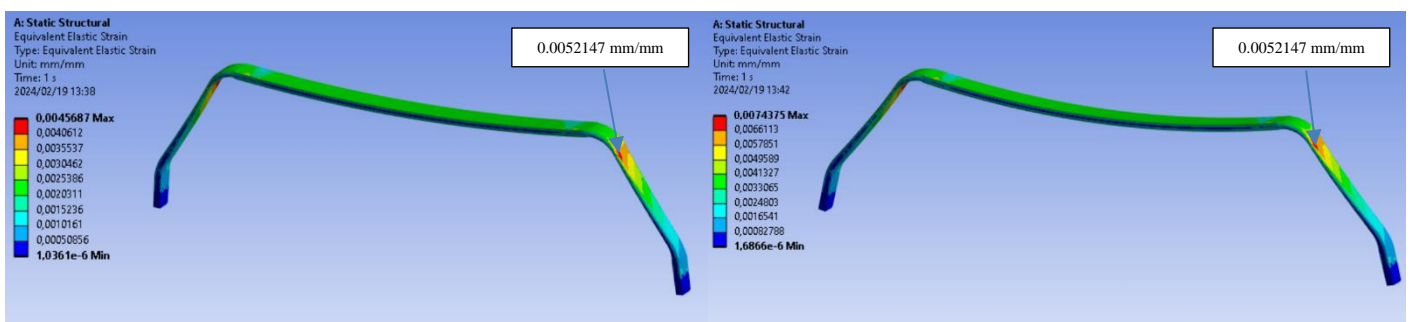 A: Static Structural
Equivalent Elastic Strain
Type: Equivalent Elastic Strain
Unit: mm/mm
Time: 1 s
2024/02/19 13:38
0.0052147 mm/mm
0,0045687 Max
0,0040612
0,0035537
0,0030462
0,0025386
0,0020311
0,0015236
0,0010161
0,00050856
1,0361e-6 Min
A: Static Structural
Equivalent Elastic Strain
Type: Equivalent Elastic Strain
Unit: mm/mm
Time: 1 s
2024/02/19 13:42
0.0052147 mm/mm
0,0074375 Max
0,0066113
0,0057851
0,0049589
0,0041327
0,0033065
0,0024803
0,0016541
0,00082788
1,6866e-6 Min